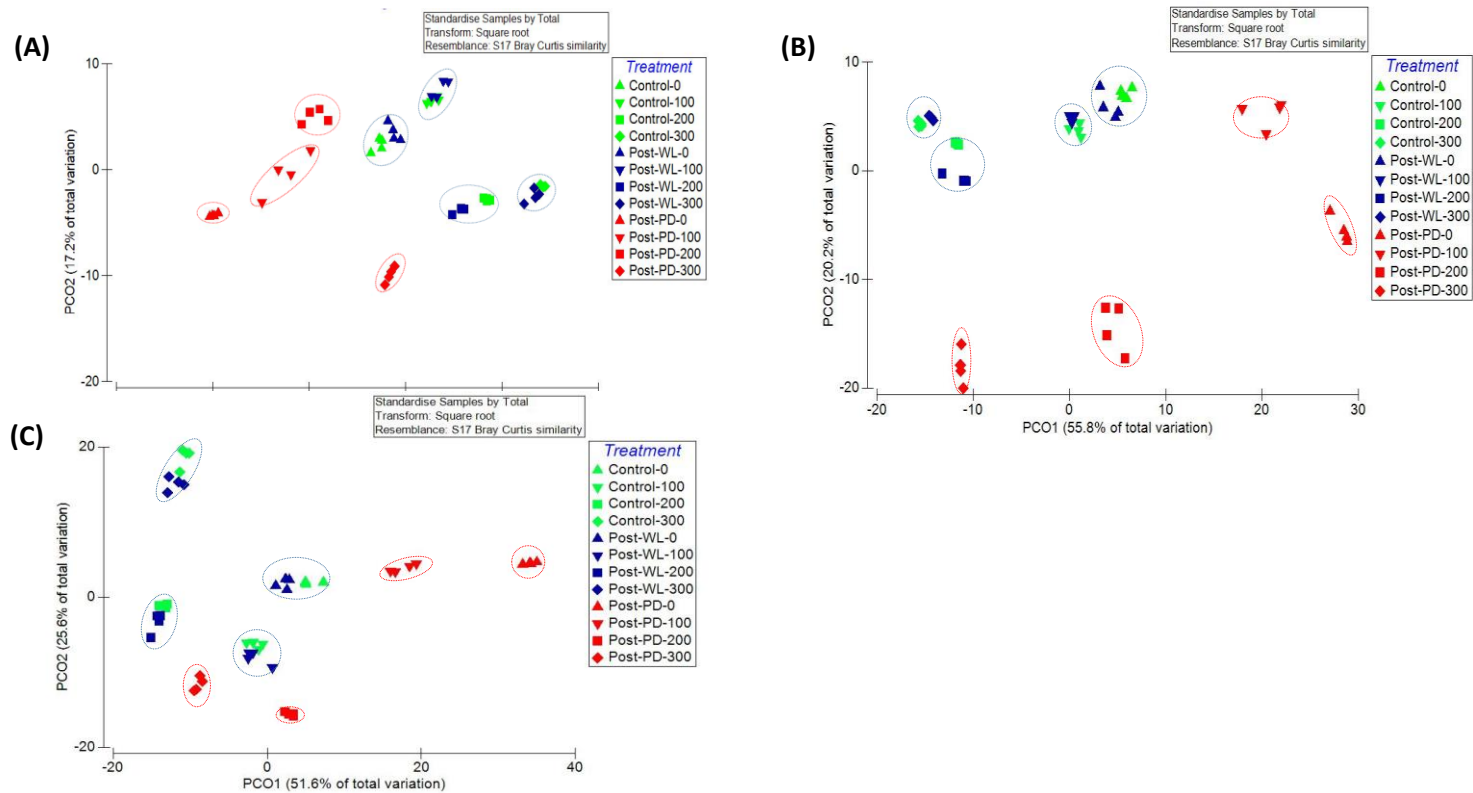 (A)
Standardise Samples by Total
Transform: Square root
Resemblance: S17 Bray Curtis similarity
Treatment
Control-0
Control-100
Control-200
Control-300
Post-WL-0
Post-WL-100
Post-WL-200
Post-WL-300
Post-PD-0
Post-PD-100
Post-PD-200
Post-PD-300
PCO2 (17.2% of total variation)
10
0
-10
-20
(B)
Standardise Samples by Total
Transform: Square root
Resemblance: S17 Bray Curtis similarity
Treatment
Control-0
Control-100
Control-200
Control-300
Post-WL-0
Post-WL-100
Post-WL-200
Post-WL-300
Post-PD-0
Post-PD-100
Post-PD-200
Post-PD-300
PCO2 (20.2% of total variation)
10
0
-10
-20
-20
-10
0
10
20
30
PCO1 (55.8% of total variation)
(C)
Standardise Samples by Total
Transform: Square root
Resemblance: S17 Bray Curtis similarity
Treatment
Control-0
Control-100
Control-200
Control-300
Post-WL-0
Post-WL-100
Post-WL-200
Post-WL-300
Post-PD-0
Post-PD-100
Post-PD-200
Post-PD-300
PCO2 (25.6% of total variation)
20
0
-20
-20
0
20
40
PCO1 (51.6% of total variation)